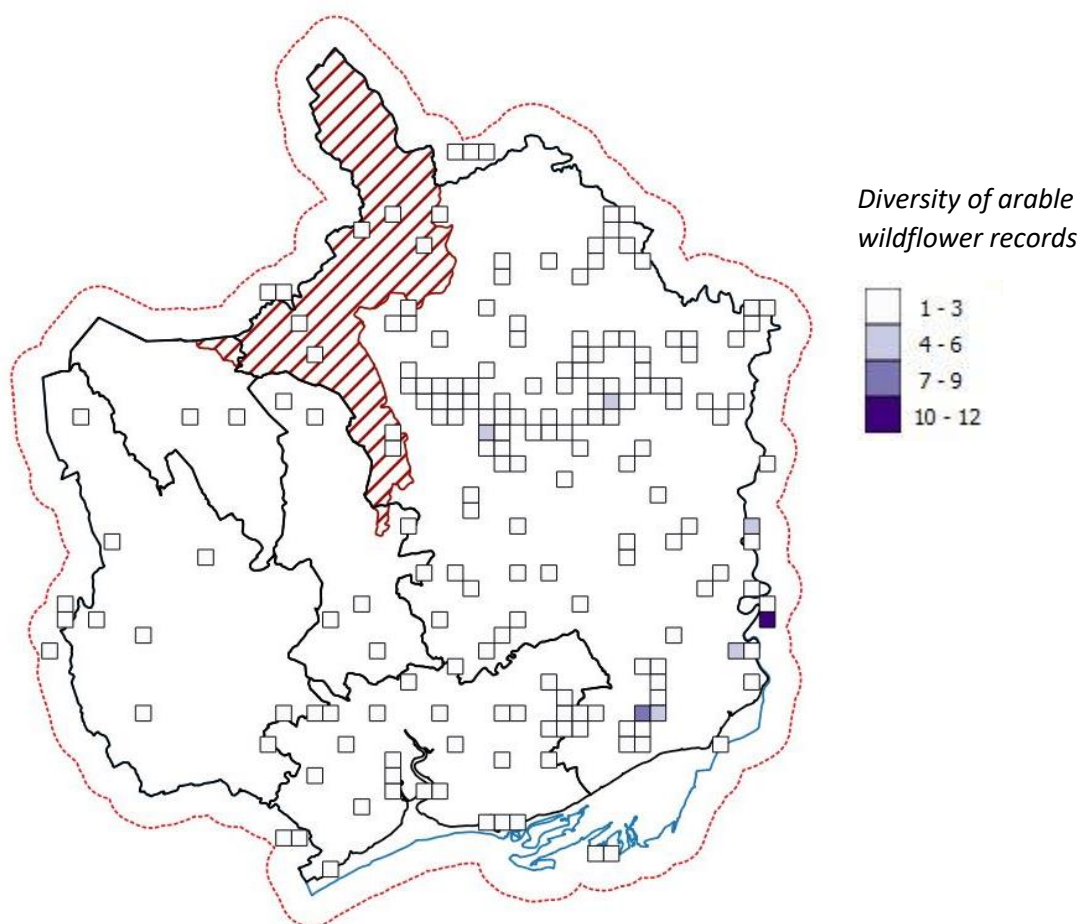 Diversity of arable
wildflower records
1 - 3
4 - 6
7 - 9
10 - 12